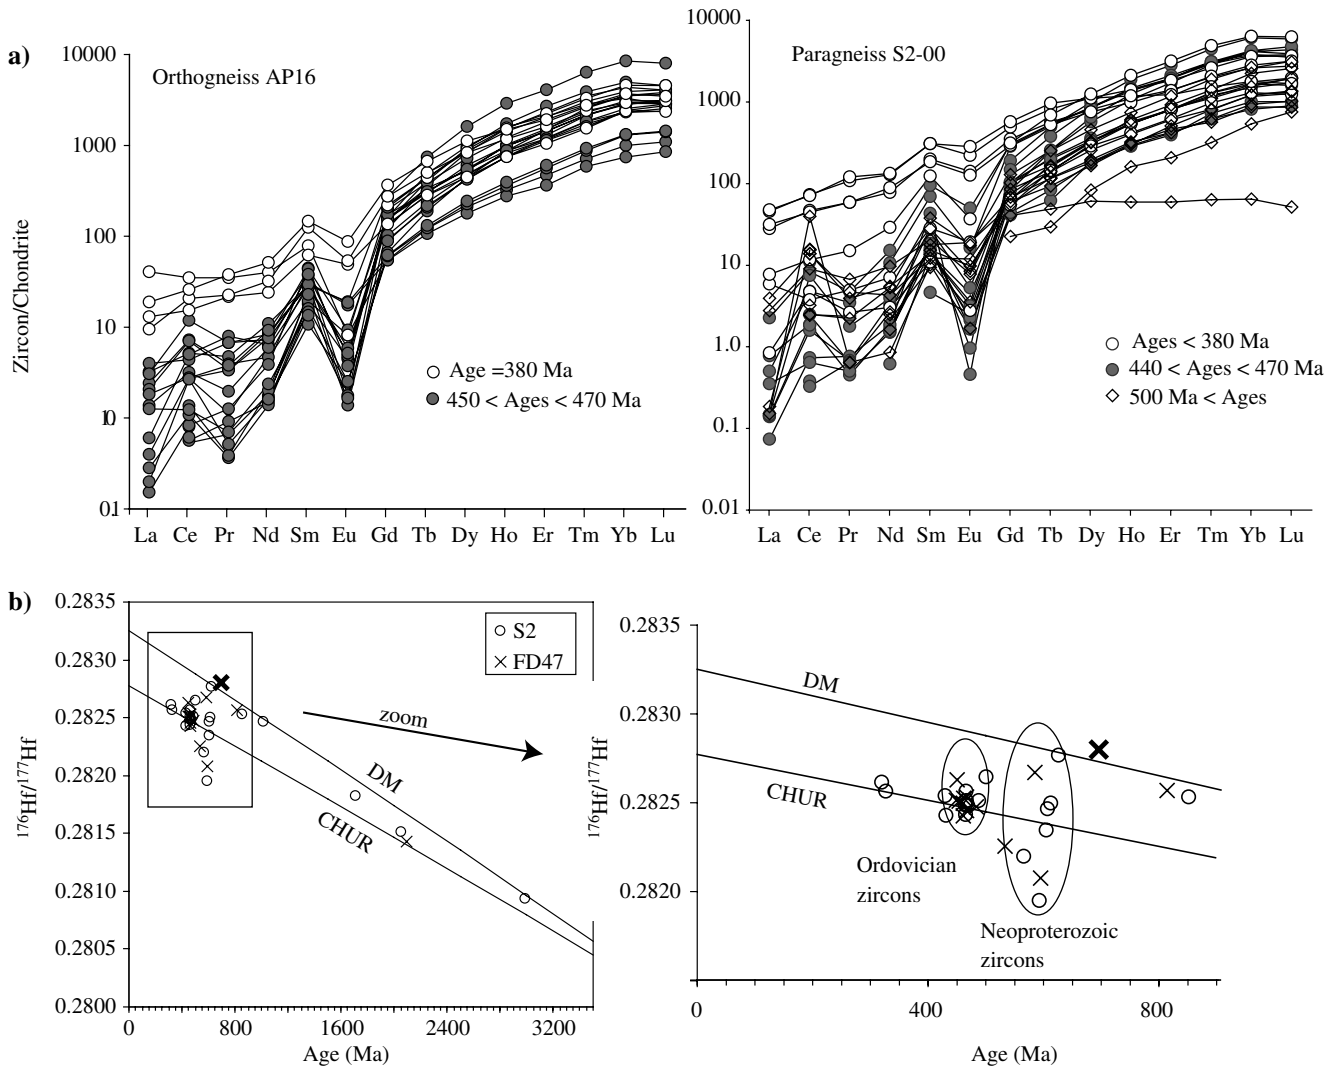 a)
Orthogneiss AP16
Zircon/Chondrite
10000
1000
100
10
1.0
0.1
Age =380 Ma
450 < Ages < 470 Ma
La Ce Pr Nd Sm Eu Gd Tb Dy Ho Er Tm Yb Lu
Paragneiss S2-00
10000
1000
100
10
1.0
0.1
0.01
Ages < 380 Ma
440 < Ages < 470 Ma
500 Ma < Ages
La Ce Pr Nd Sm Eu Gd Tb Dy Ho Er Tm Yb Lu
b)
176Hf/177Hf
0.2835
0.2830
0.2825
0.2820
0.2815
0.2810
0.2805
0.2800
S2
FD47
zoom
DM
CHUR
0 800 1600 2400 3200
Age (Ma)
176Hf/177Hf
0.2835
0.2830
0.2825
0.2820
DM
CHUR
Ordovician
zircons
Neoproterozoic
zircons
0 400 800
Age (Ma)